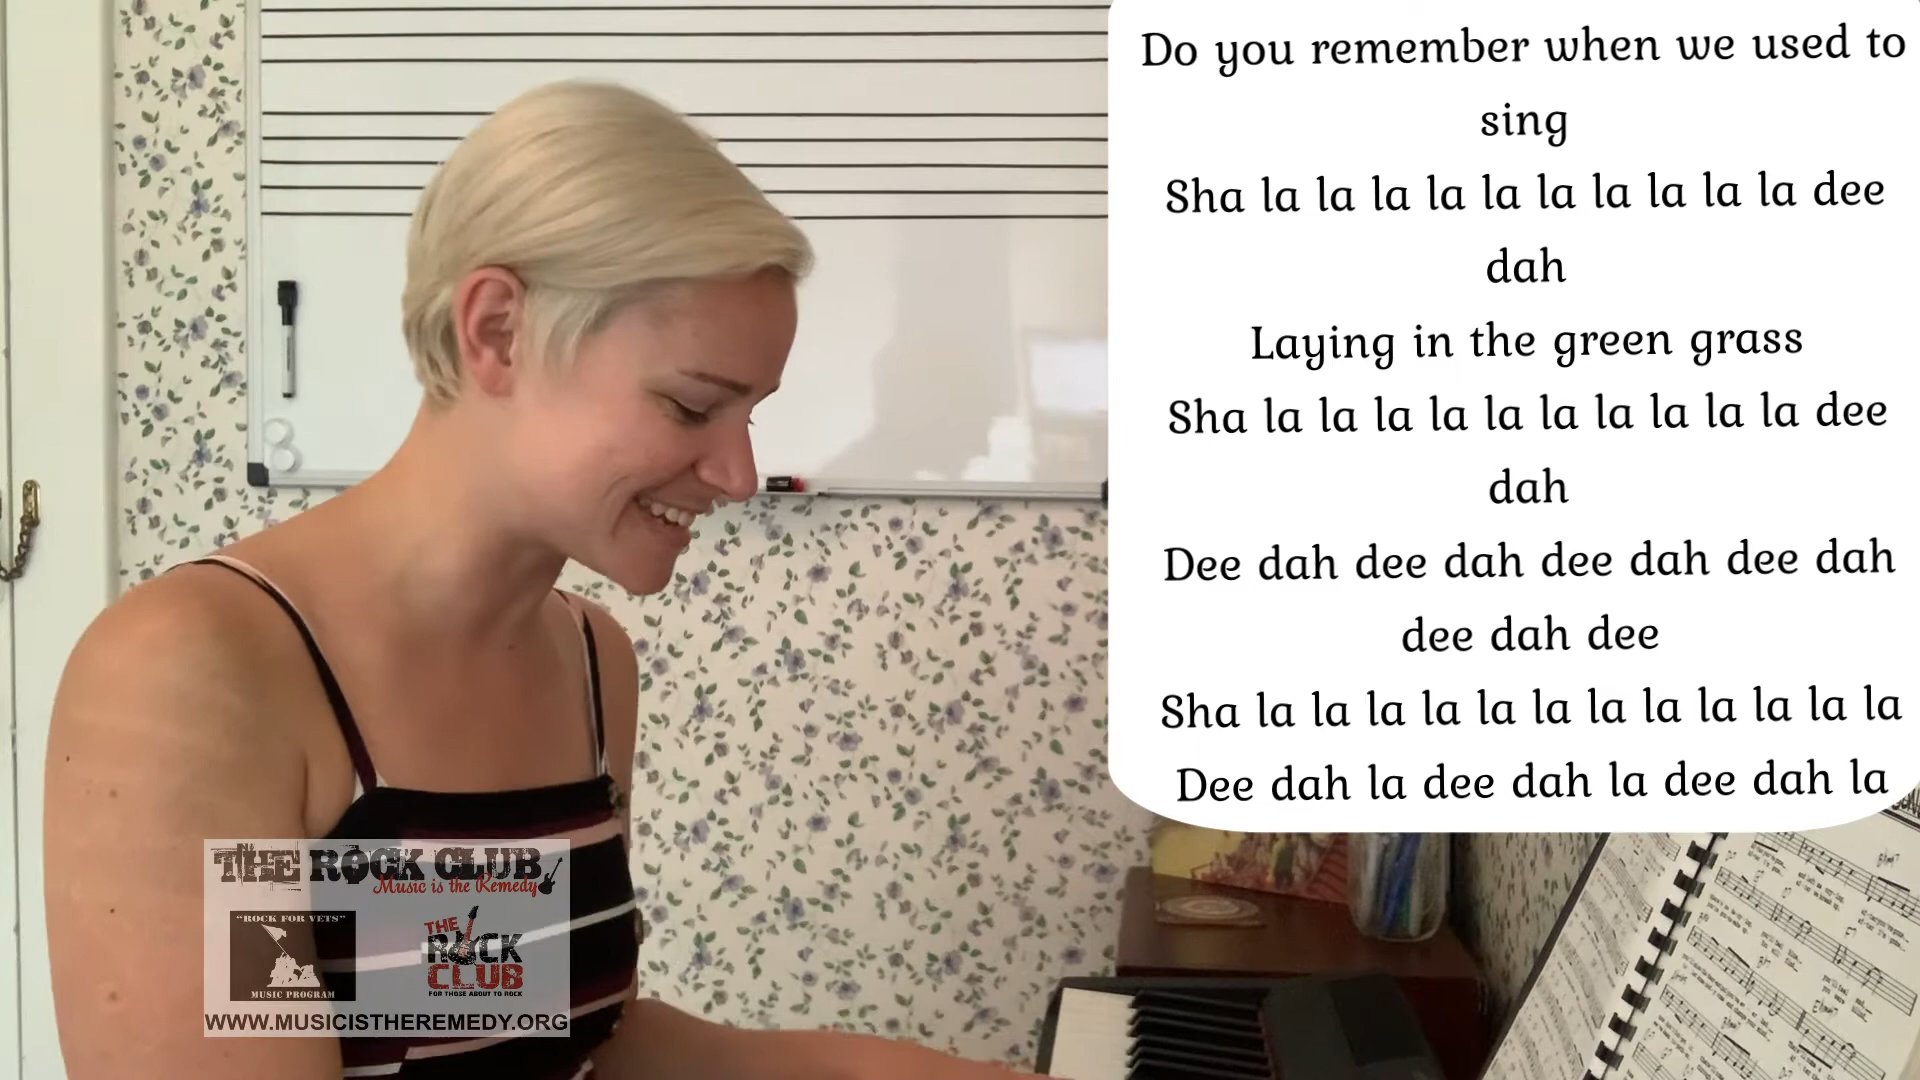 Do you remember when we used to
sing
Sha la la la la la la la la la la dee
dah
Laying in the green grass
Sha la la la la la la la la la la dee
dah
Dee dah dee dah dee dah dee dah
dee dah dee
Sha la la la la la la la la la la la la
Dee dah la dee dah la dee dah la
THE ROCK CLUB
Music is the Remedy
"ROCK FOR VETS"
MUSIC PROGRAM
THE
ROCK
CLUB
FOR THOSE ABOUT TO ROCK
WWW.MUSICISTHEREMEDY.ORG